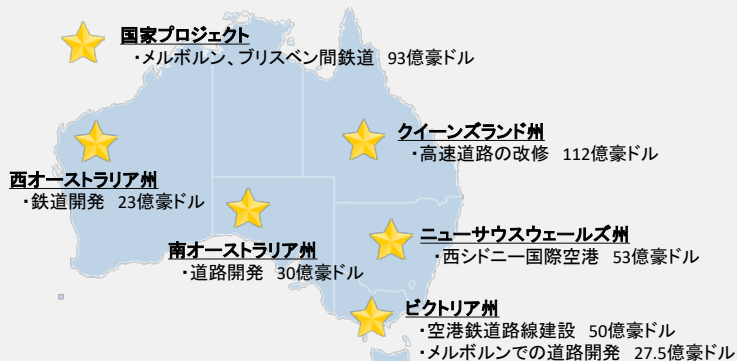 国家プロジェクト
・メルボルン、ブリスベン間鉄道 93億豪ドル
クイーンズランド州
・高速道路の改修 112億豪ドル
西オーストラリア州
・鉄道開発 23億豪ドル
南オーストラリア州
・道路開発 30億豪ドル
ニューサウスウェールズ州
・西シドニー国際空港 53億豪ドル
ビクトリア州
・空港鉄道路線建設 50億豪ドル
・メルボルンでの道路開発 27.5億豪ドル